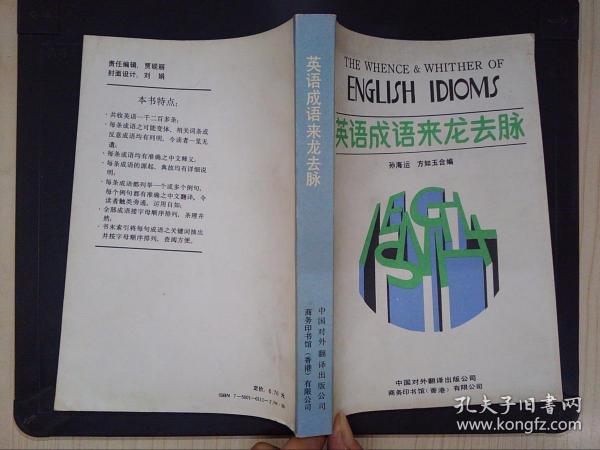 责任编辑：贾砚丽
封面设计：刘娟
本书特点：
·共收英语一千二百多条；
·每条成语之可能变体、相关词条或
反意成语均有列明，令读者一览无
遗；
·每条成语均有准确之中文释义；
·每条成语的源起、典故均有详细说
明；
·每条成语都列举一个或多个例句，
每个例句都有准确之中文翻译，令
读者触类旁通，运用自如；
·全部成语按字母顺序排列，条理井
然；
·书末索引将每句成语之关键词抽出
并按字母顺序排列，查阅方便。
定价：6.70 元
英语成语来龙去脉
中国对外翻译出版公司
商务印书馆（香港）有限公司
THE WHENCE & WHITHER OF
ENGLISH IDIOMS
英语成语来龙去脉
孙海运 方如玉合编
中国对外翻译出版公司
商务印书馆（香港）有限公司
孔夫子旧书网
www.kongfz.com